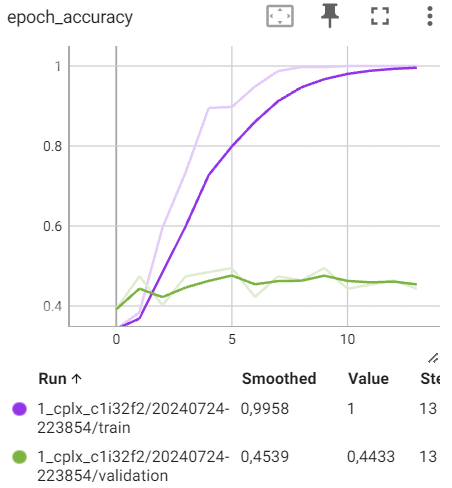 epoch_accuracy
1
0.8
0.6
0.4
0 5 10
Run ↑ Smoothed Value Ste
1_cplx_c1i32f2/20240724-223854/train 0,9958 1 13
1_cplx_c1i32f2/20240724-223854/validation 0,4539 0,4433 13